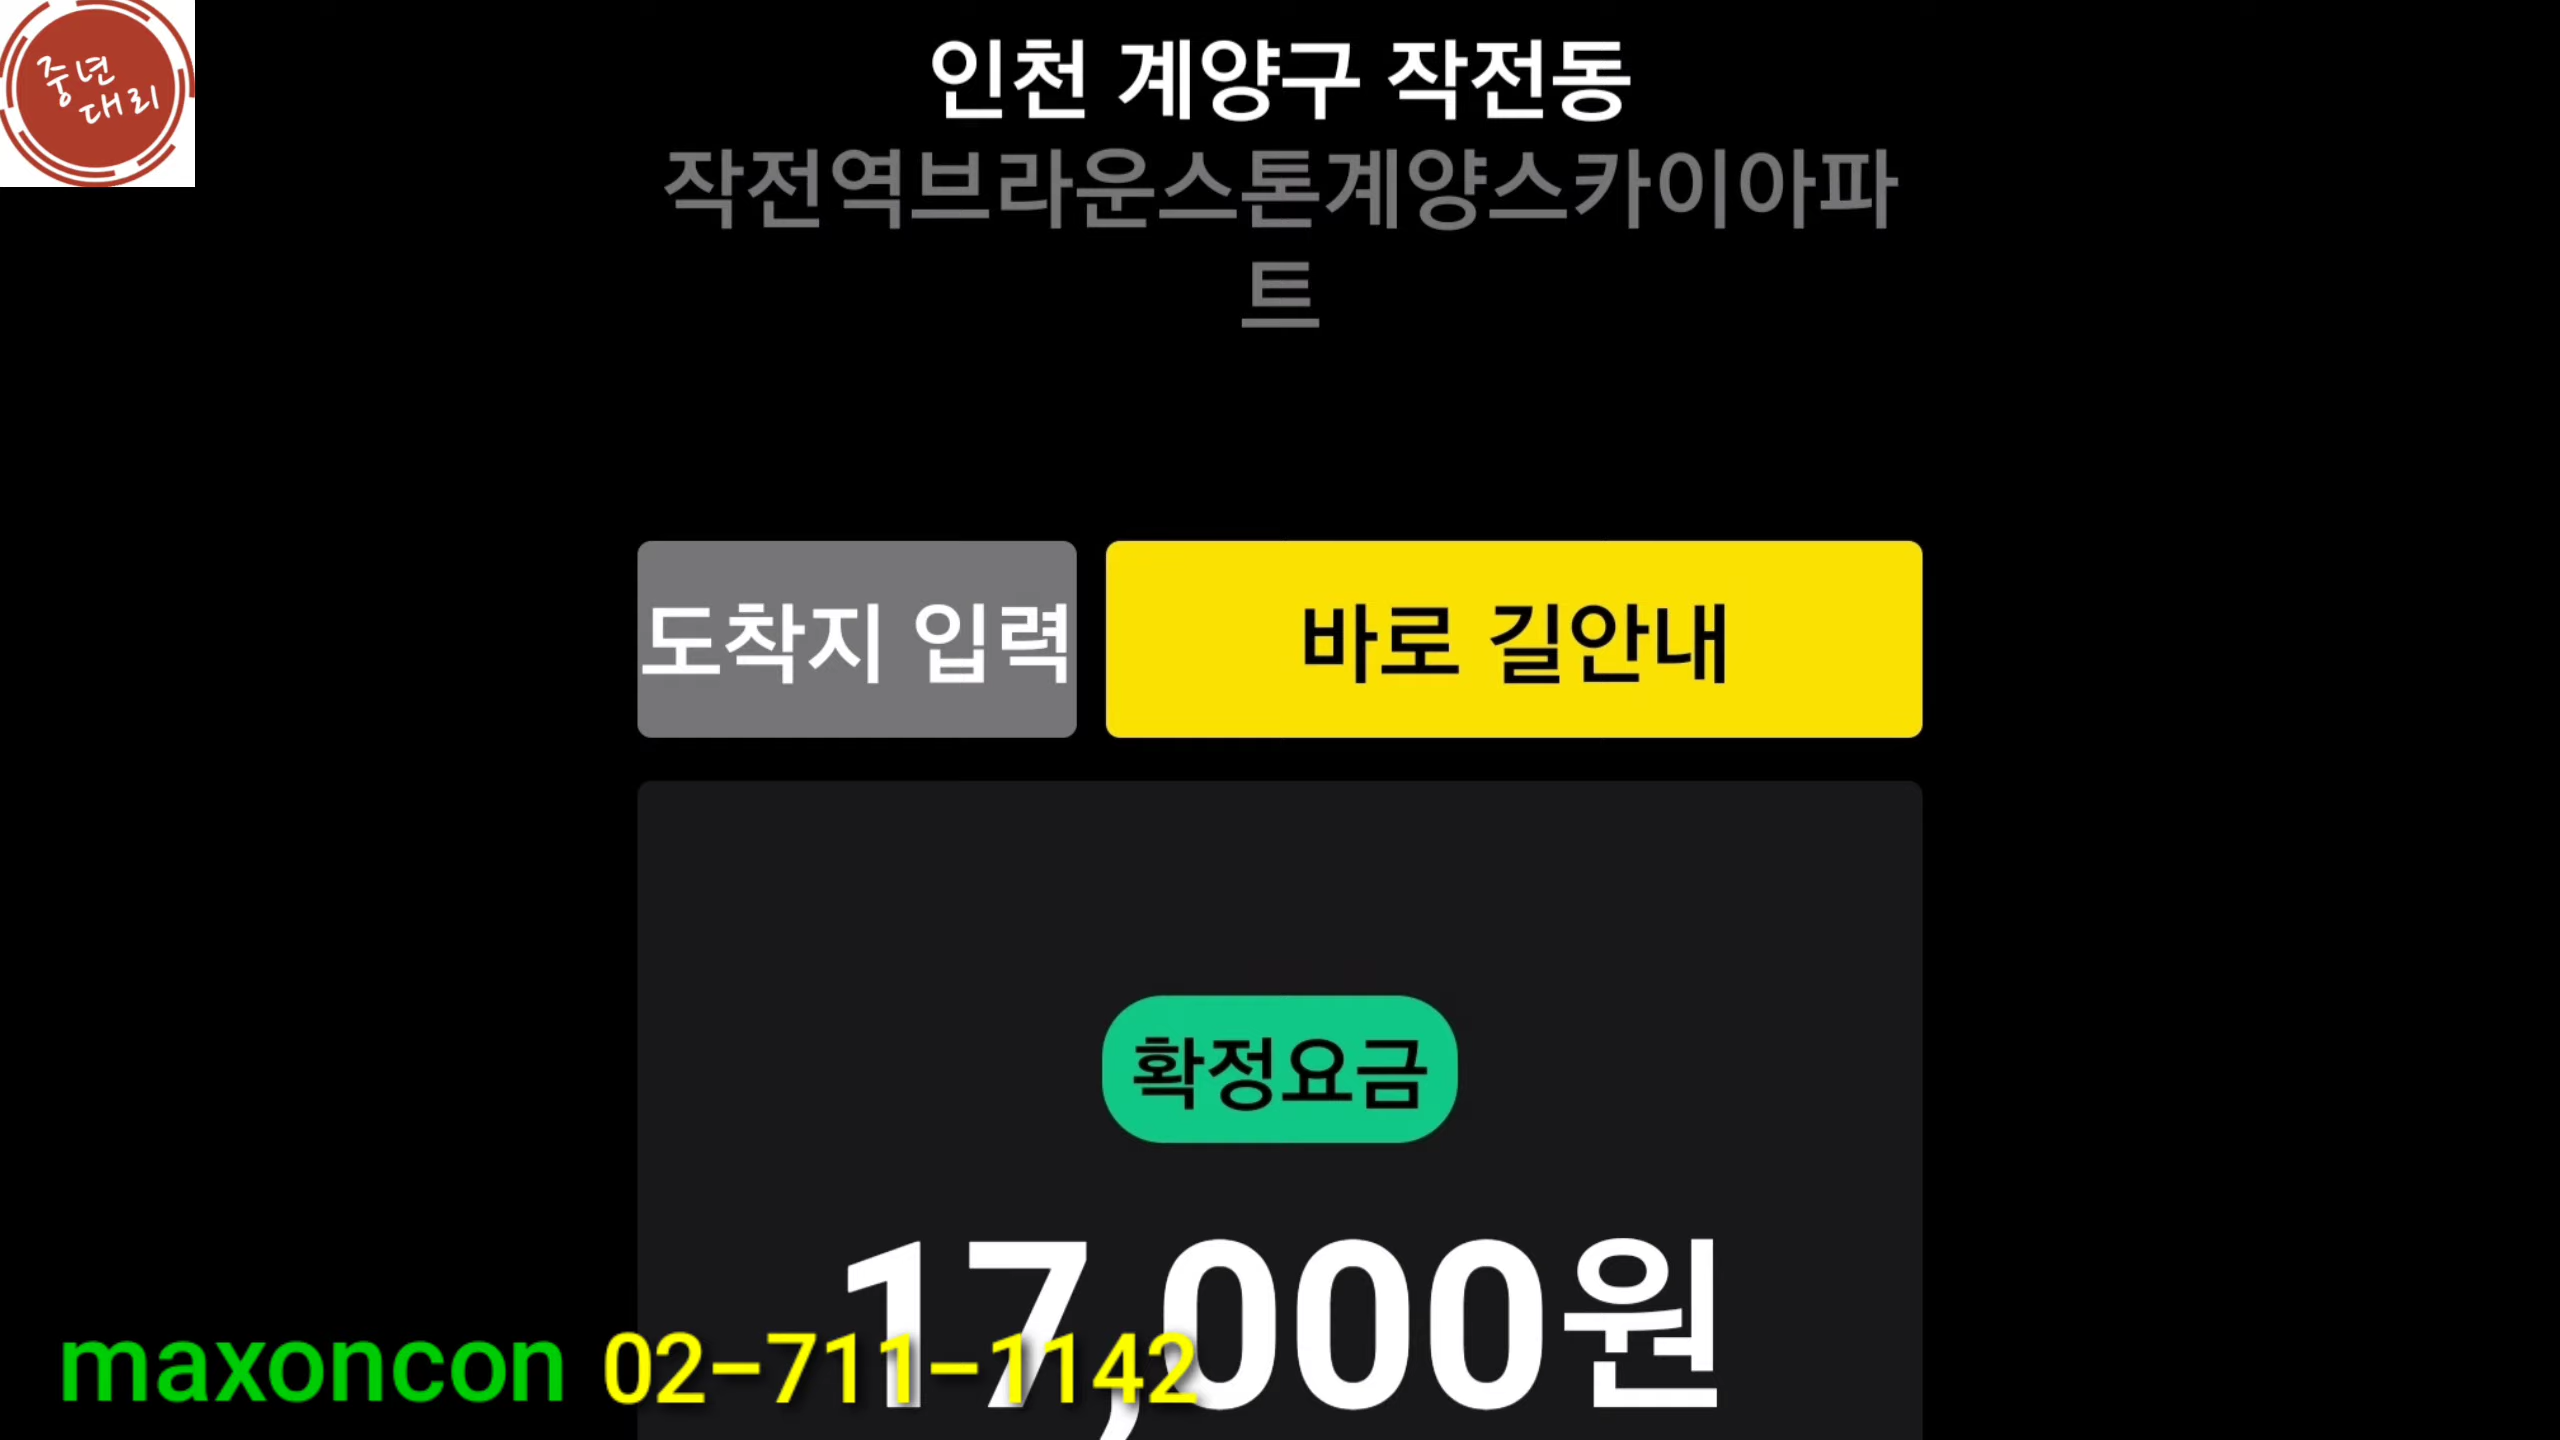 중년
대리
인천 계양구 작전동
작전역브라운스톤계양스카이아파
트
도착지 입력
바로 길안내
확정요금
17,000원
maxoncon 02-711-1142